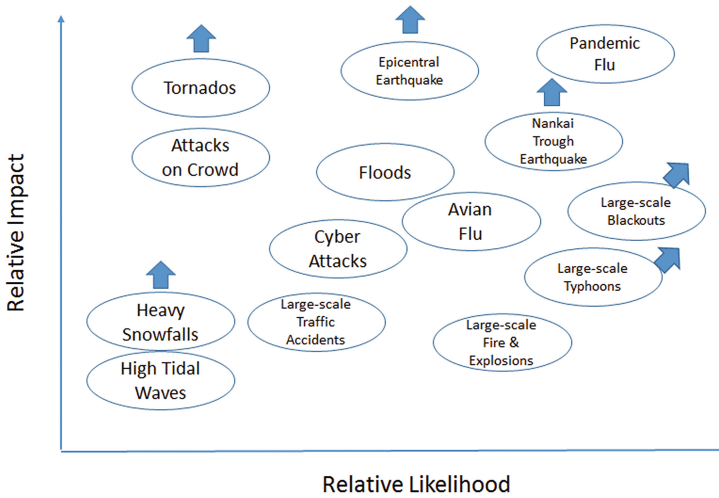 Pandemic
Flu
Epicentral
Earthquake
Tornados
Nankai
Trough
Earthquake
Attacks
on Crowd
Floods
Large-scale
Blackouts
Avian
Flu
Cyber
Attacks
Large-scale
Typhoons
Heavy
Snowfalls
Large-scale
Traffic
Accidents
Large-scale
Fire &
Explosions
High Tidal
Waves
Relative Impact
Relative Likelihood